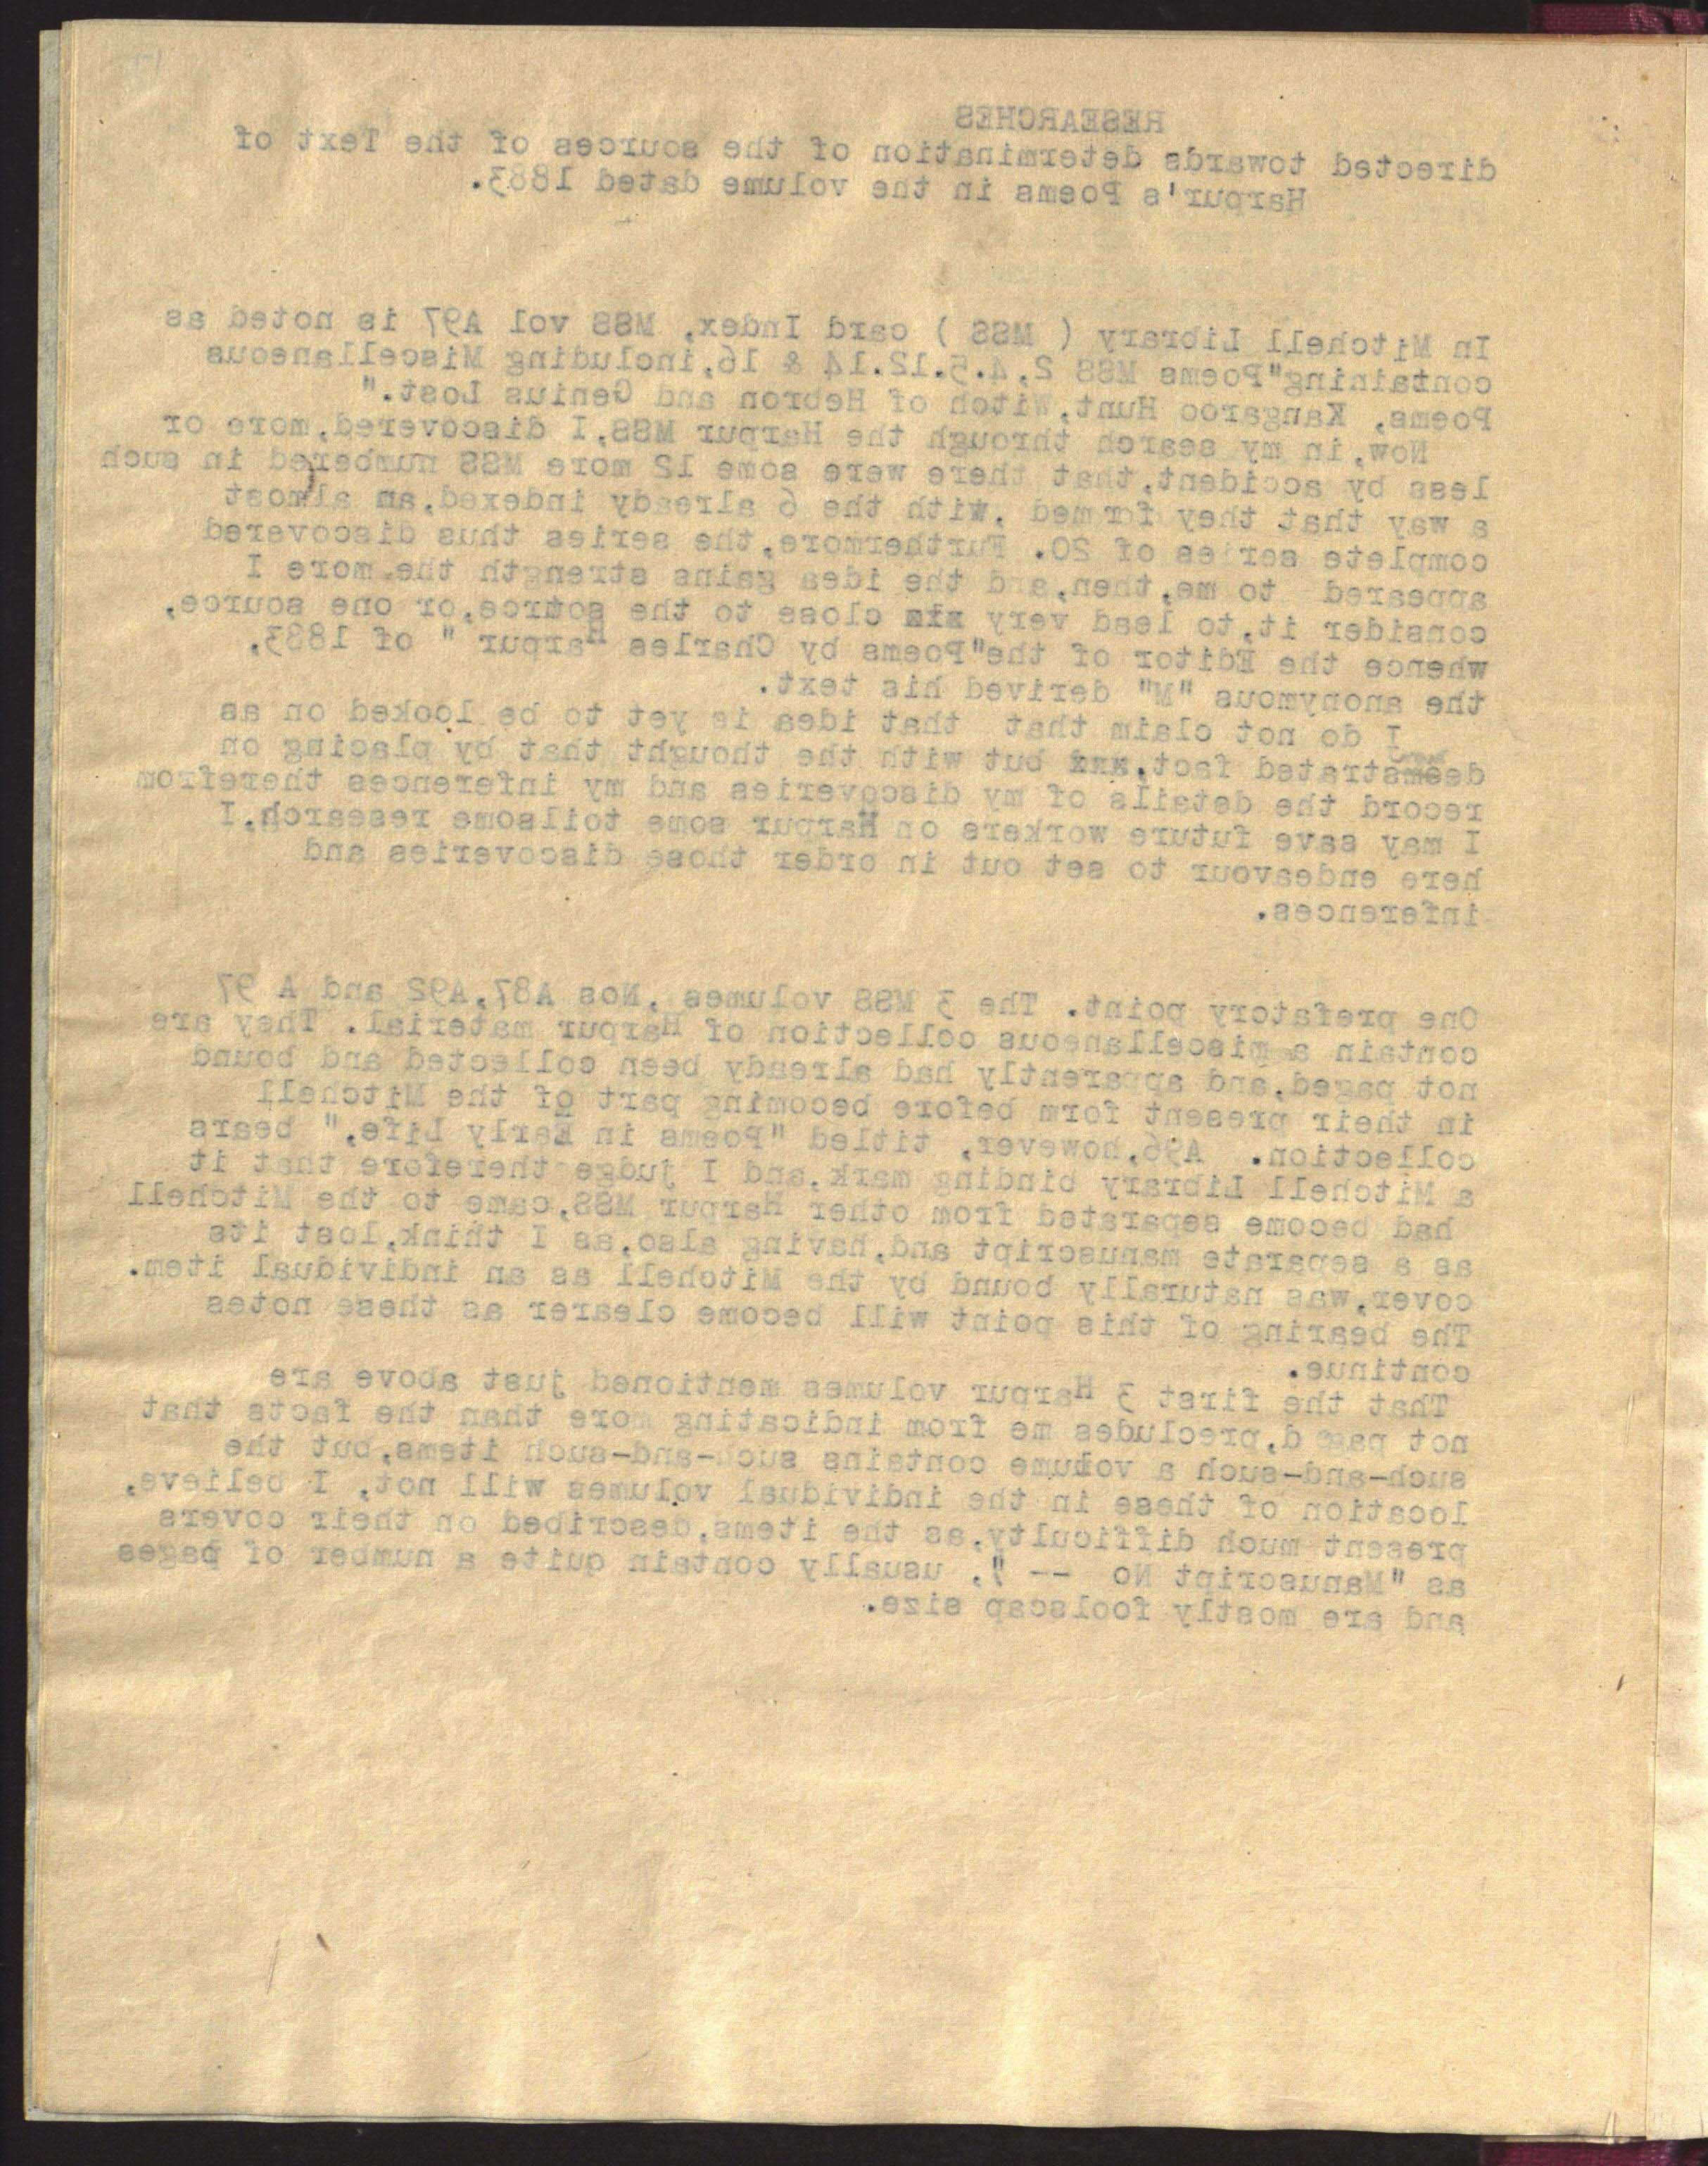 RESEARCHES
directed towards determination of the sources of the Text of
Harpur's Poems in the volume dated 1883.
In Mitchell Library ( MSS ) card Index, MSS vol A97 is noted as
containing"Poems MSS 2,4.5.12.14 & 16,including Miscellaneous
Poems, Kangaroo Hunt,Witch of Hebron and Genius Lost."
Now,in my search through the Harpur MSS,I discovered,more or
less by accident,that there were some 12 more MSS numbered in such
a way that they formed ,with the 6 already indexed,an almost
complete series of 20. Furthermore,the series thus discovered
appeared to me,then,and the idea gains strength the more I
consider it,to lead very close to the source,or one source,
whence the Editor of the"Poems by Charles Harpur " of 1883,
the anonymous "M" derived his text.
I do not claim that that idea is yet to be looked on as
demonstrated fact, but with the thought that by placing on
record the details of my discoveries and my inferences therefrom
I may save future workers on Harpur some toilsome research,I
here endeavour to set out in order those discoveries and
inferences.
One prefatory point. The 3 MSS volumes ,Nos A87,A92 and A 97
contain a miscellaneous collection of Harpur material. They are
not paged,and apparently had already been collected and bound
in their present form before becoming part of the Mitchell
collection. A96,however, titled "Poems in Early Life," bears
a Mitchell Library binding mark,and I judge therefore that it
had become separated from other Harpur MSS,came to the Mitchell
as a separate manuscript and,having also,as I think,lost its
cover,was naturally bound by the Mitchell as an individual item.
The bearing of this point will become clearer as these notes
continue.
That the first 3 Harpur volumes mentioned just above are
not paged,precludes me from indicating more than the facts that
such-and-such a volume contains such-and-such items,but the
location of these in the individual volumes will not, I believe,
present much difficulty,as the items,described on their covers
as "Manuscript No -- ", usually contain quite a number of pages
and are mostly foolscap size.